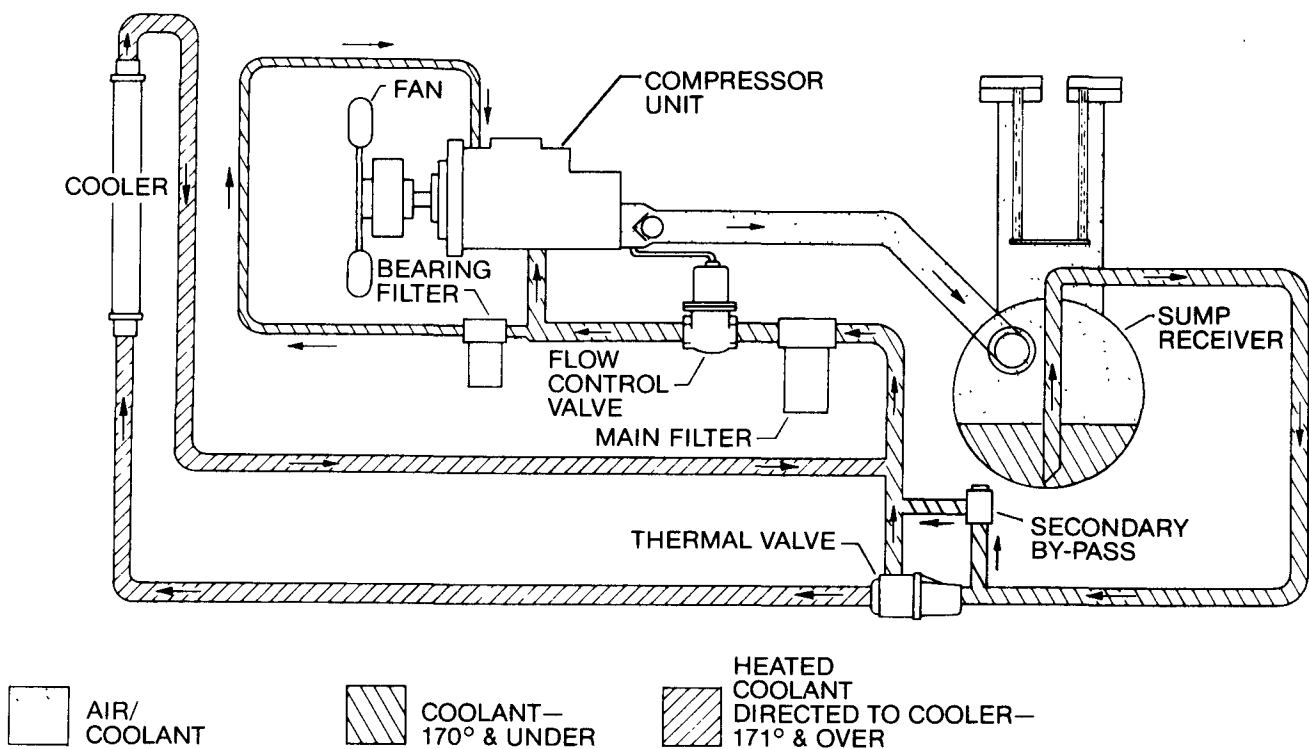 FAN
COMPRESSOR
UNIT
COOLER
BEARING
FILTER
SUMP
RECEIVER
FLOW
CONTROL
VALVE
MAIN FILTER
THERMAL VALVE
SECONDARY
BY-PASS
AIR/
COOLANT
COOLANT—
170° & UNDER
HEATED
COOLANT
DIRECTED TO COOLER—
171° & OVER